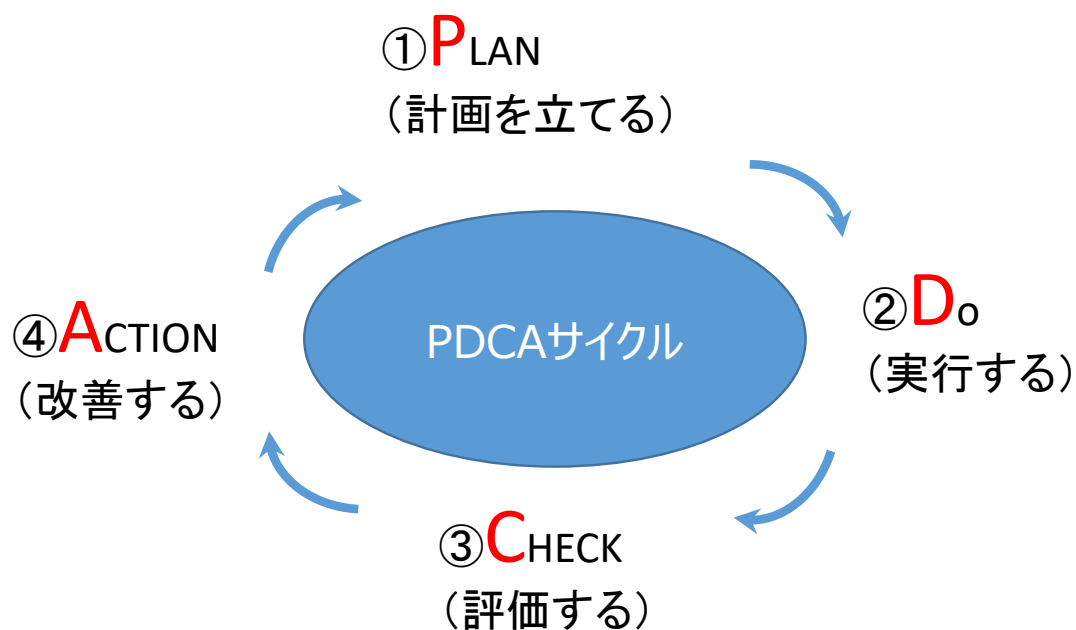 ①PLAN
（計画を立てる）
②Do
（実行する）
PDCAサイクル
④ACTION
（改善する）
③CHECK
（評価する）